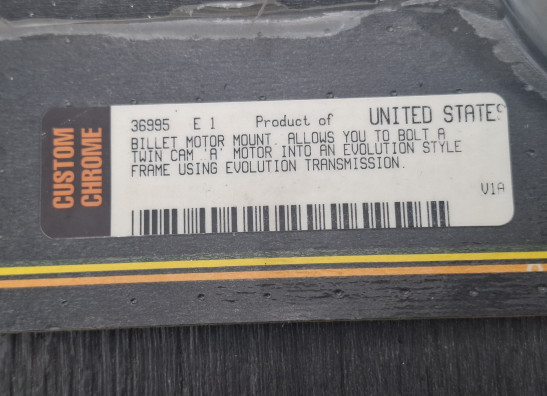 CUSTOM
CHROME
36995 E 1 Product of UNITED STATES
BILLET MOTOR MOUNT. ALLOWS YOU TO BOLT A
TWIN CAM 'A' MOTOR INTO AN EVOLUTION STYLE
FRAME USING EVOLUTION TRANSMISSION.
V1A